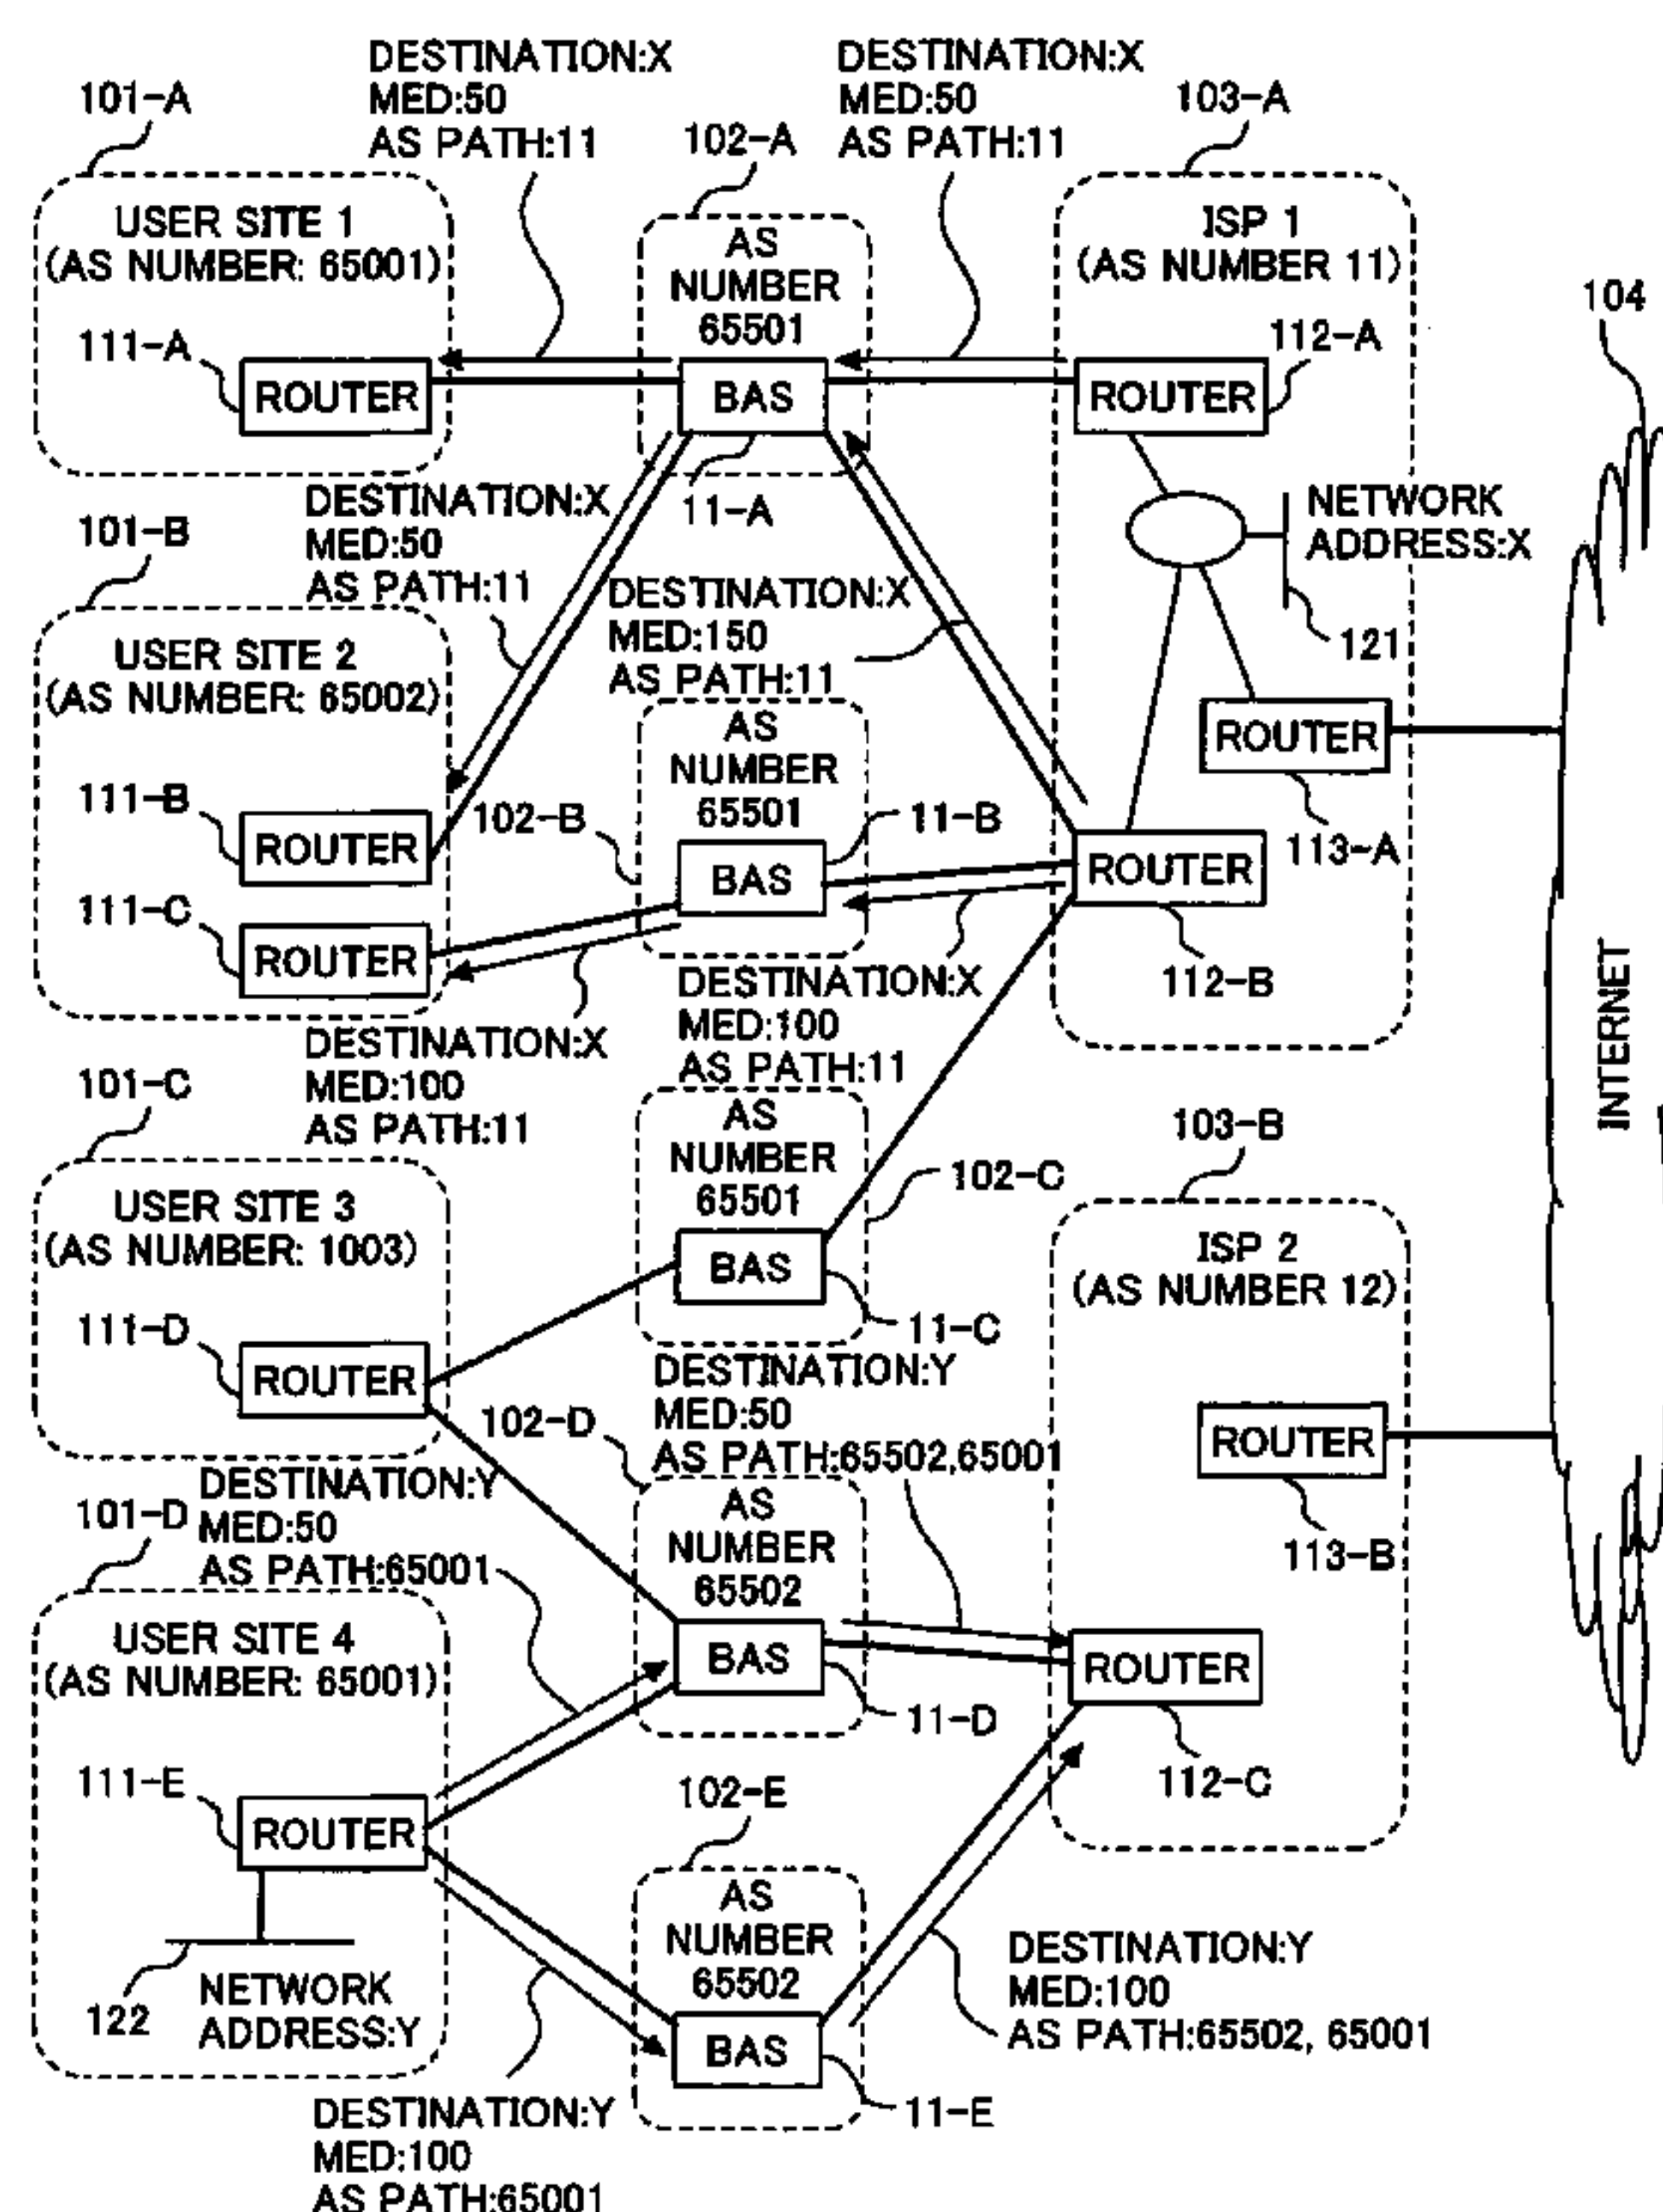 DESTINATION:X
MED:50
AS PATH:11
DESTINATION:X
MED:50
AS PATH:11
101-A
102-A
103-A
USER SITE 1
(AS NUMBER: 65001)
AS
NUMBER
65501
ISP 1
(AS NUMBER 11)
104
111-A
ROUTER
BAS
112-A
ROUTER
11-A
DESTINATION:X
MED:50
AS PATH:11
NETWORK
ADDRESS:X
121
101-B
DESTINATION:X
MED:150
AS PATH:11
USER SITE 2
(AS NUMBER: 65002)
AS
NUMBER
65501
ROUTER
113-A
111-B
ROUTER
102-B
11-B
BAS
ROUTER
112-B
111-C
ROUTER
DESTINATION:X
MED:100
AS PATH:11
DESTINATION:X
MED:100
AS PATH:11
INTERNET
101-C
AS
NUMBER
65501
102-C
103-B
USER SITE 3
(AS NUMBER: 1003)
BAS
11-C
ISP 2
(AS NUMBER 12)
111-D
ROUTER
DESTINATION:Y
MED:50
AS PATH:65502,65001
102-D
ROUTER
113-B
DESTINATION:Y
MED:50
AS PATH:65001
101-D
AS
NUMBER
65502
USER SITE 4
(AS NUMBER: 65001)
BAS
11-D
ROUTER
112-C
111-E
ROUTER
102-E
AS
NUMBER
65502
122
NETWORK
ADDRESS:Y
BAS
11-E
DESTINATION:Y
MED:100
AS PATH:65502, 65001
DESTINATION:Y
MED:100
AS PATH:65001